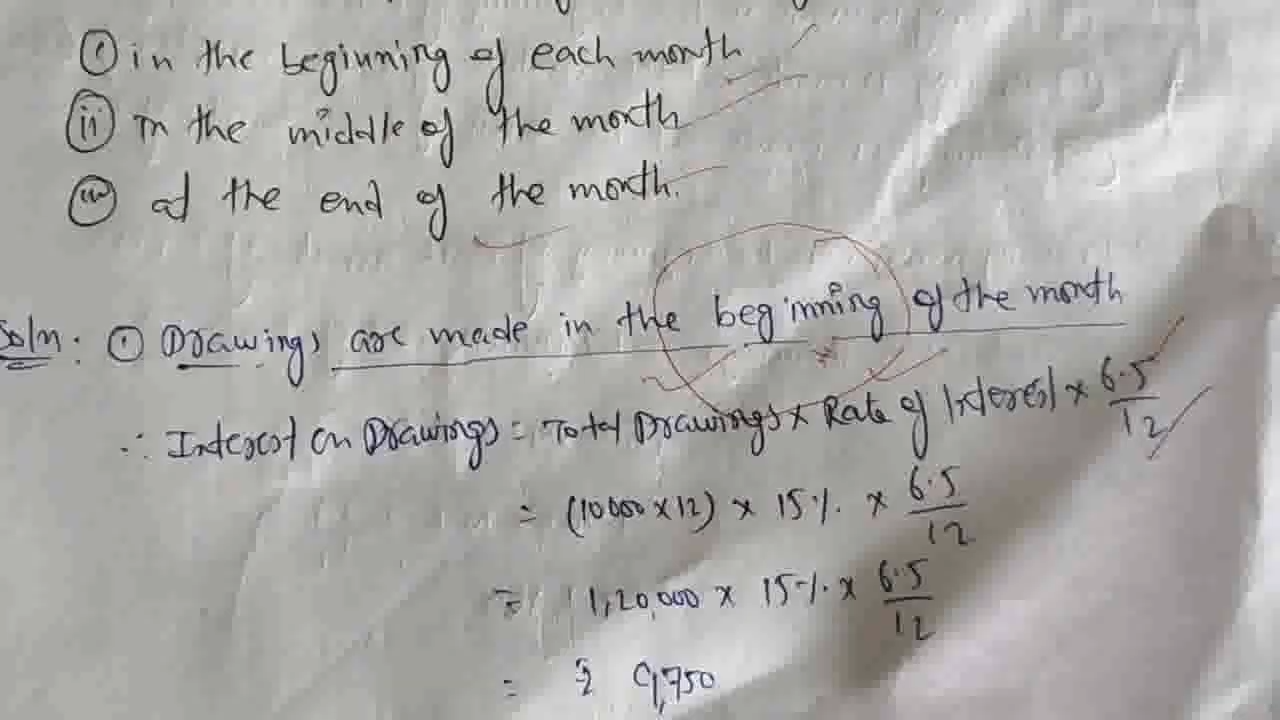 (i) in the beginning of each month
(ii) in the middle of the month
(iii) at the end of the month.
Soln: (i) Drawings are made in the beginning of the month
∴ Interest on Drawings = Total Drawings x Rate of Interest x 6.5/12
= (10000 x 12) x 15% x 6.5/12
= 1,20,000 x 15% x 6.5/12
= ₹ 9,750